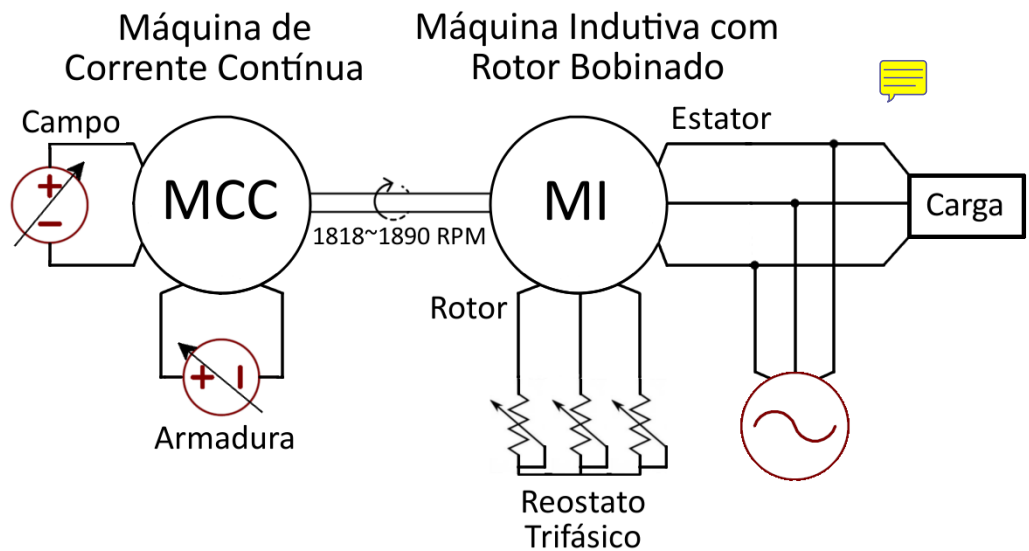 Máquina de
Corrente Contínua
Máquina Indutiva com
Rotor Bobinado
Campo
Estator
MCC
MI
Carga
1818~1890 RPM
Rotor
Armadura
Reostato
Trifásico